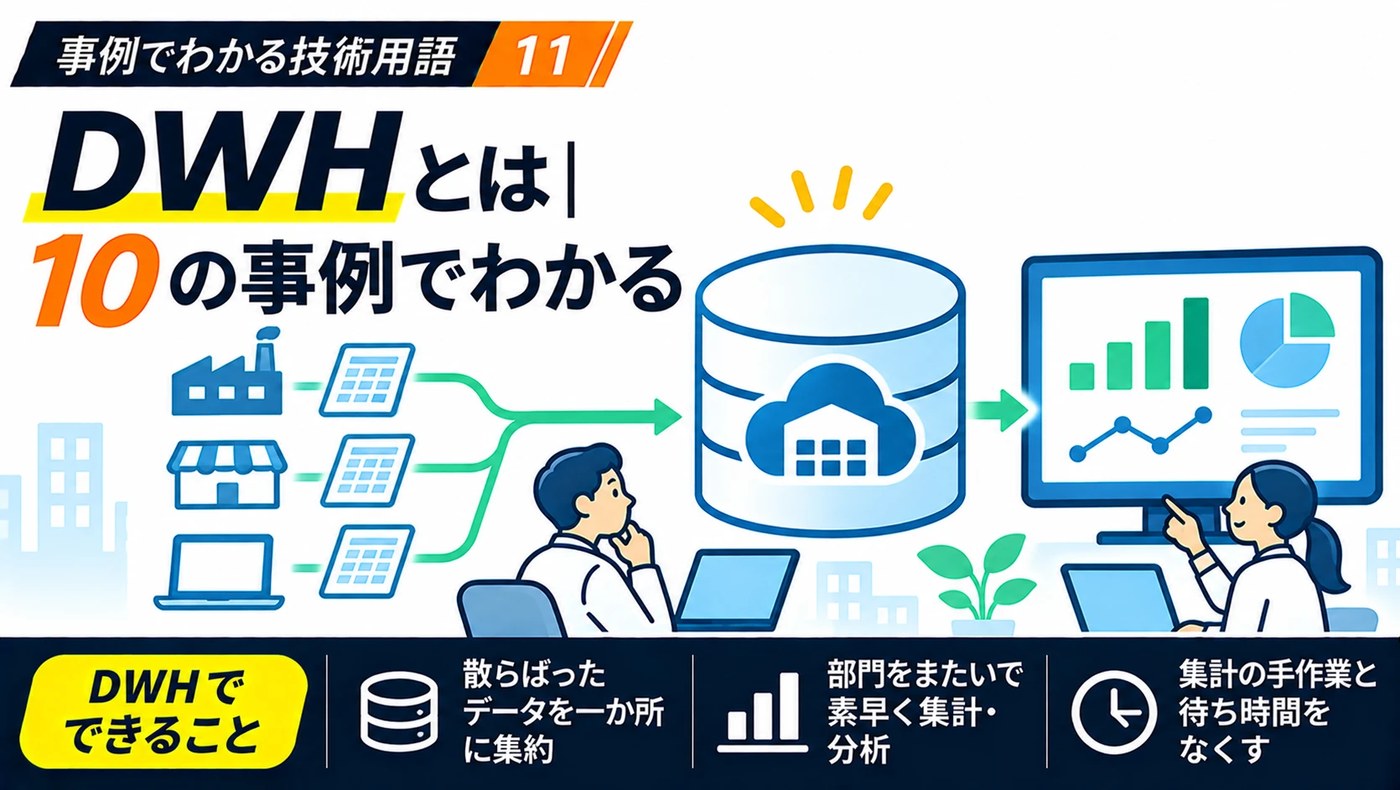 事例でわかる技術用語 11
DWHとは|
10の事例でわかる
DWHで
できること
散らばった
データを一か所
に集約
部門をまたいで
素早く集計・
分析
集計の手作業と
待ち時間を
なくす